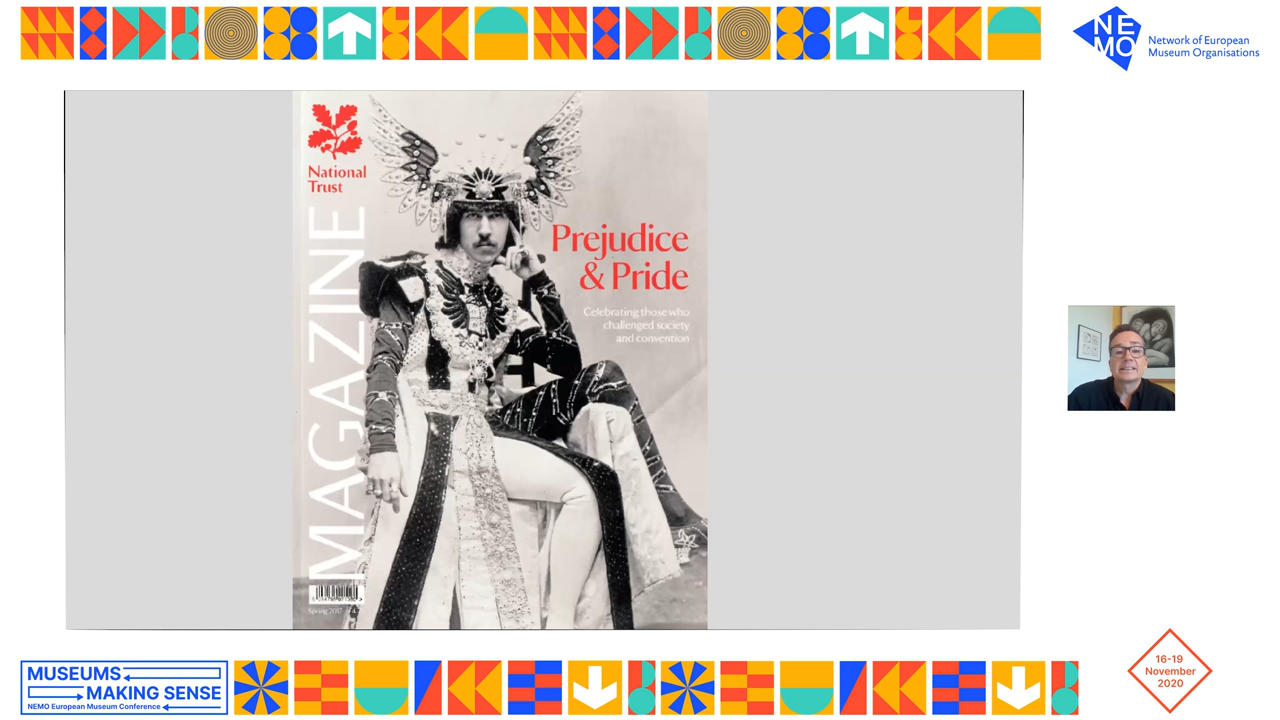 NE
MO
Network of European
Museum Organisations
National
Trust
MAGAZINE
Prejudice
& Pride
Celebrating those who
challenged society
and convention
Spring 2017
MUSEUMS
MAKING SENSE
NEMO European Museum Conference
16-19
November
2020